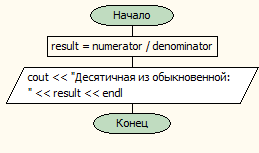 Начало
result = numerator / denominator
cout << "Десятичная из обыкновенной:
" << result << endl
Конец